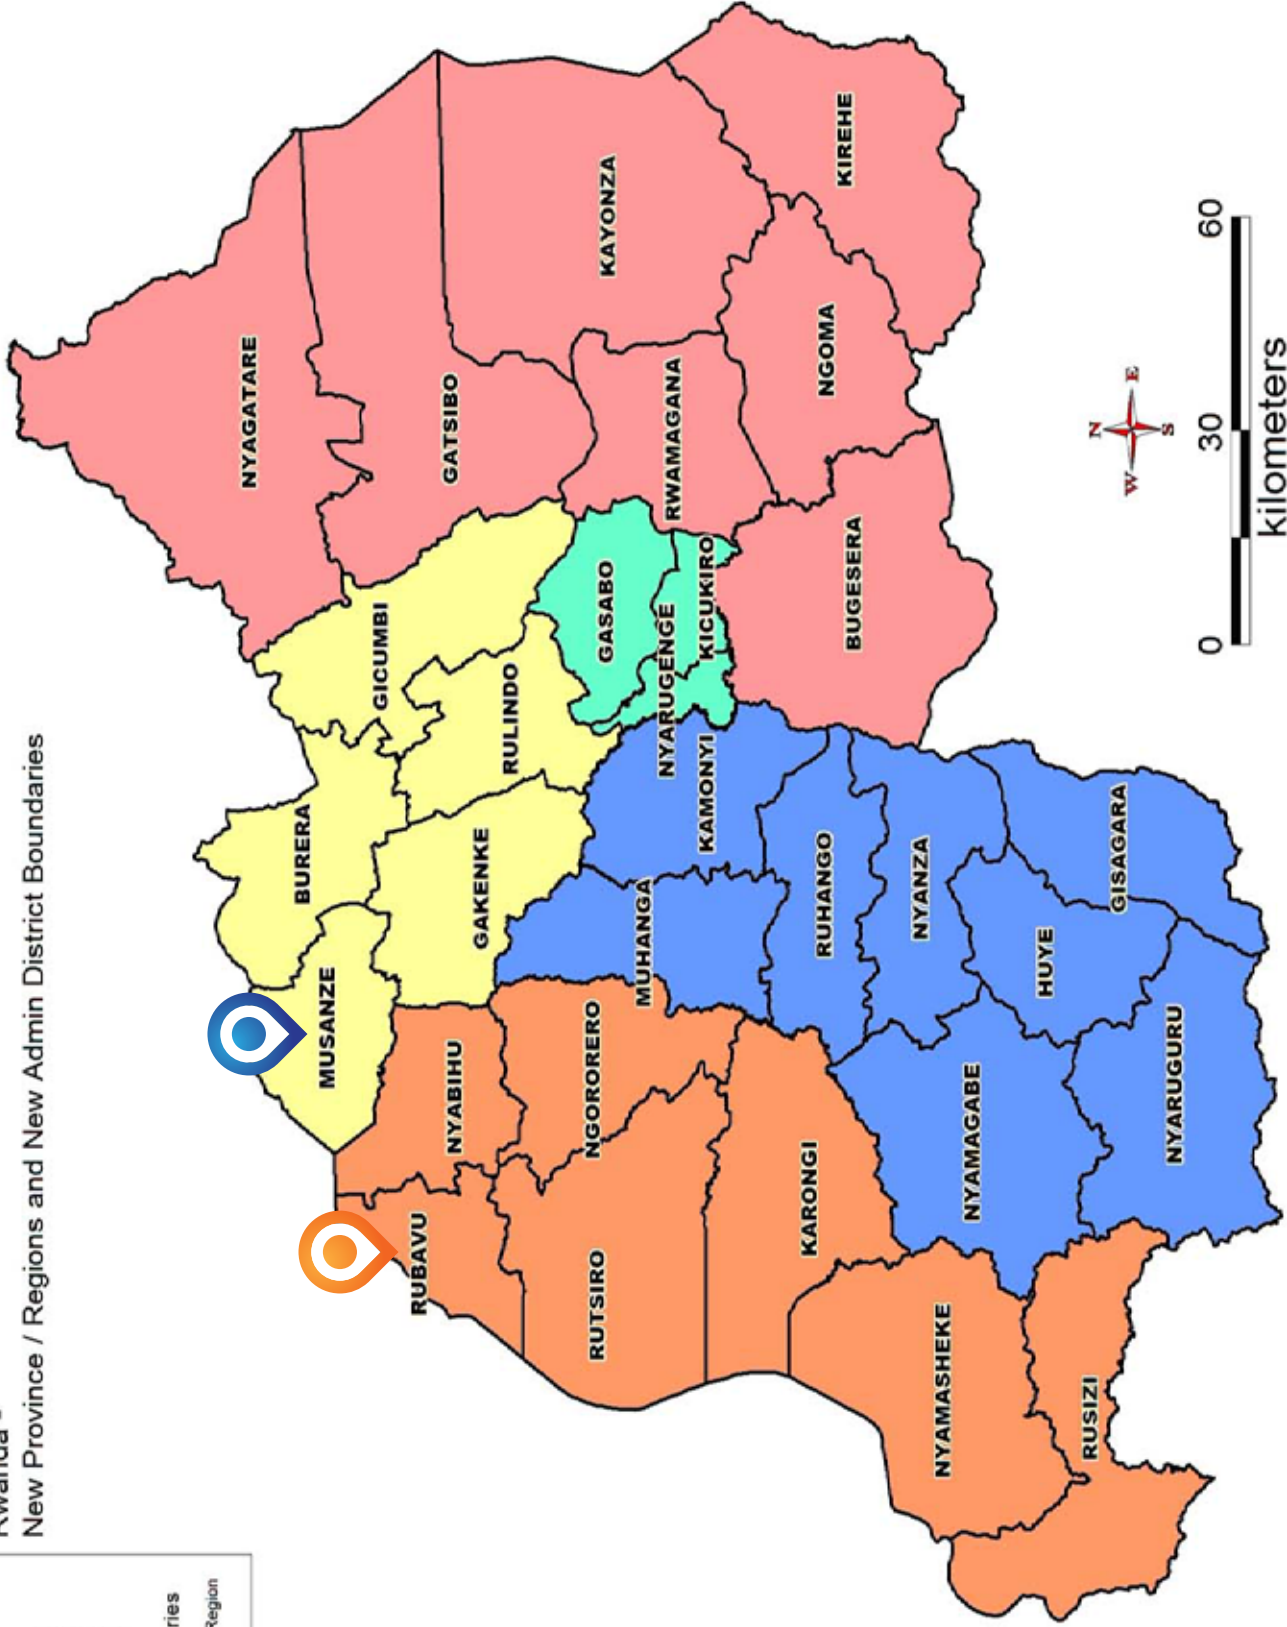 New Province / Regions and New Admin District Boundaries
Region
NYAGATARE
GATSIBO
KAYONZA
KIREHE
NGOMA
RWAMAGANA
BUGESERA
GICUMBI
RULINDO
BURERA
GAKENKE
MUSANZE
GASABO
KICUKIRO
NYARUGENGE
KAMONYI
MUHANGA
RUHANGO
NYANZA
GISAGARA
HUYE
NYAMAGABE
NYARUGURU
NYABIHU
NGORORERO
RUBAVU
RUTSIRO
KARONGI
NYAMASHEKE
RUSIZI
N
W E
S
0 30 60
kilometers